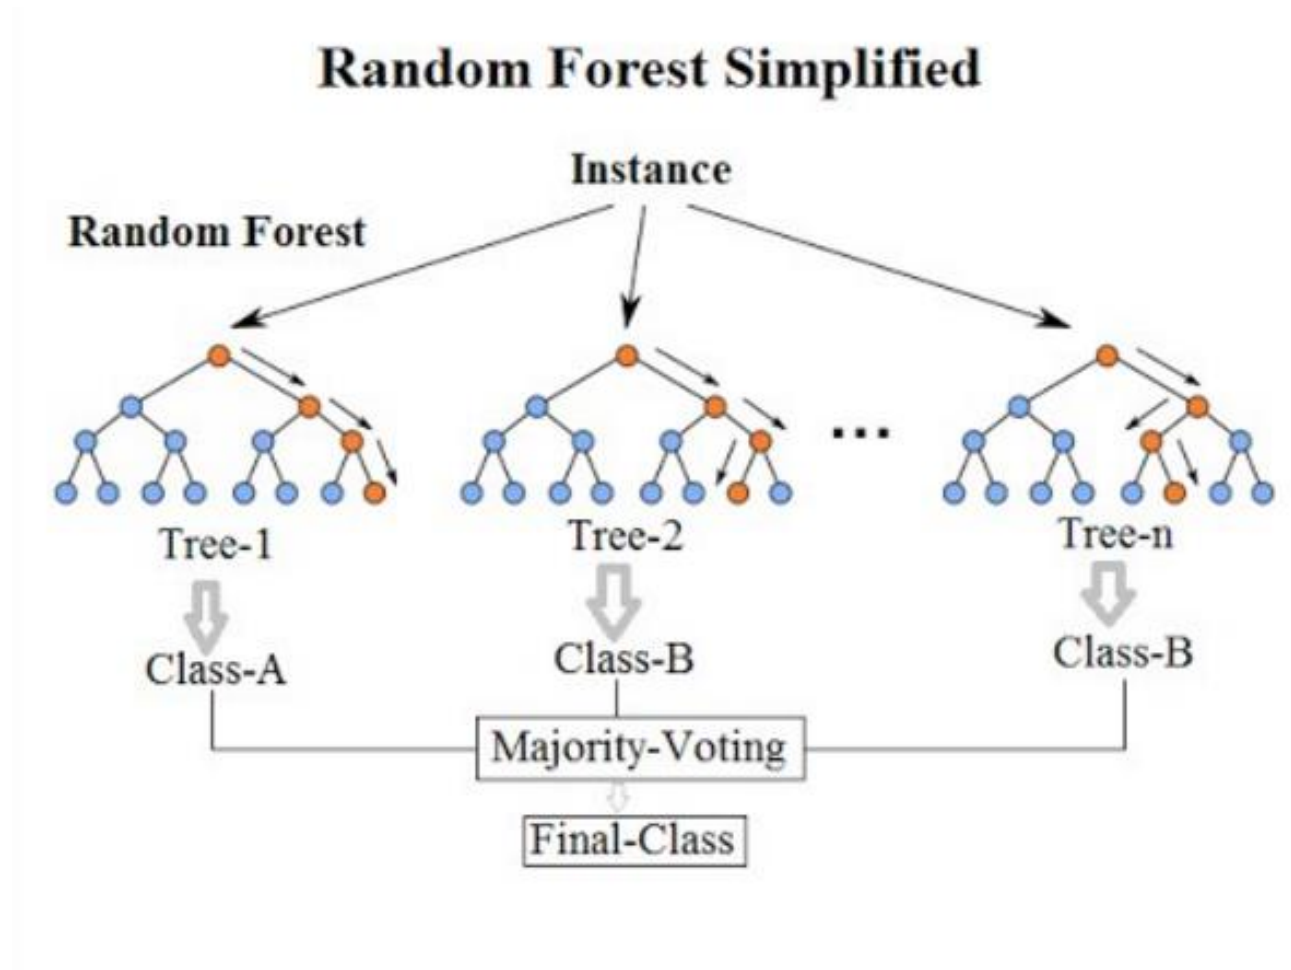 Random Forest Simplified
Instance
Random Forest
...
Tree-1
Tree-2
Tree-n
Class-A
Class-B
Class-B
Majority-Voting
Final-Class